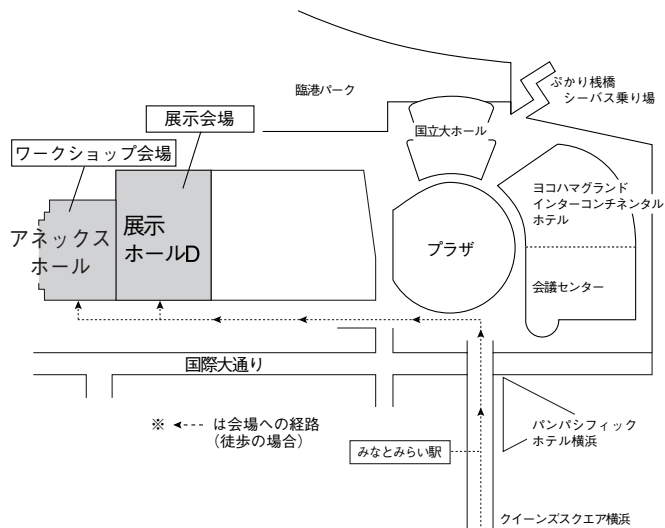 ぷかり桟橋
シーバス乗り場
臨港パーク
展示会場
国立大ホール
ワークショップ会場
ヨコハマグランド
インターコンチネンタル
ホテル
アネックス
ホール
展示
ホールD
プラザ
会議センター
国際大通り
※ は会場への経路
(徒歩の場合)
パンパシフィック
ホテル横浜
みなとみらい駅
クイーンズスクエア横浜